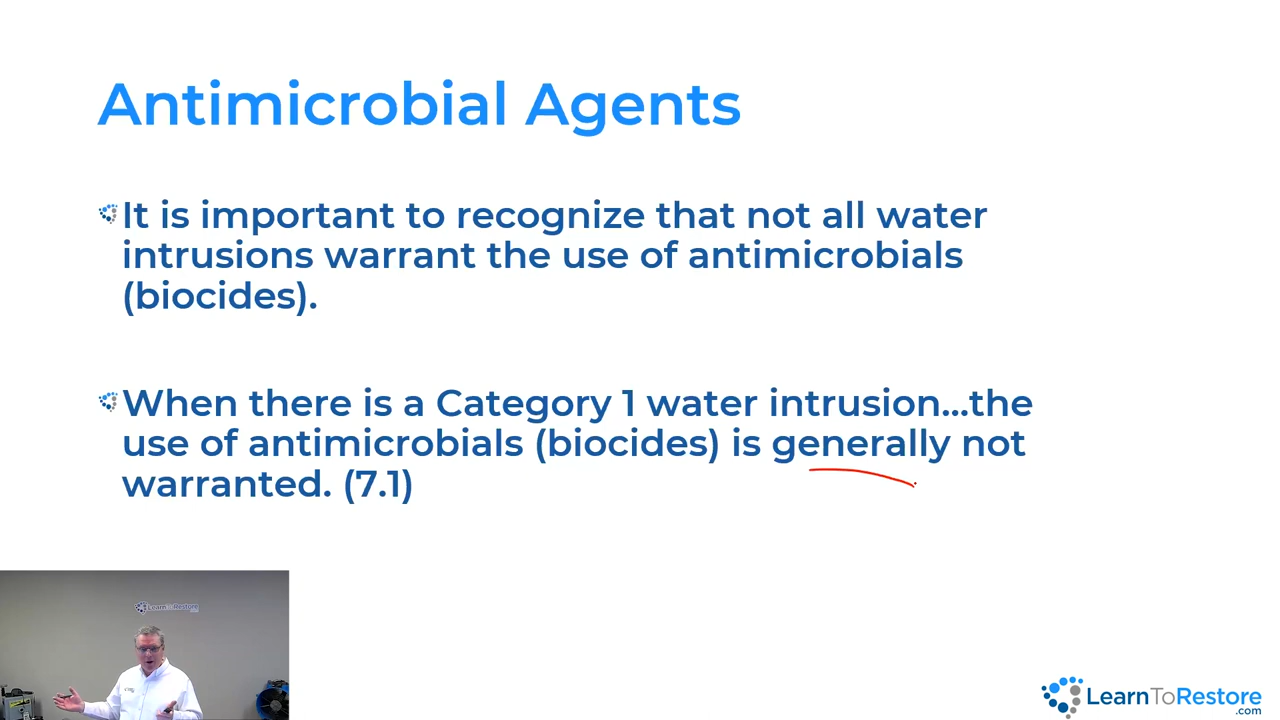 Antimicrobial Agents
It is important to recognize that not all water
intrusions warrant the use of antimicrobials
(biocides).
When there is a Category 1 water intrusion...the
use of antimicrobials (biocides) is generally not
warranted. (7.1)
LearnToRestore
LearnToRestore
.com